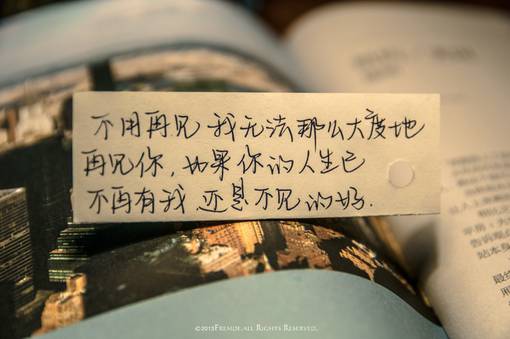 不用再见 我无法那么大度地
再见你，如果你的人生已
不再有我 还是不见的好.
©2015FREMDE.ALL RIGHTS RESERVED.